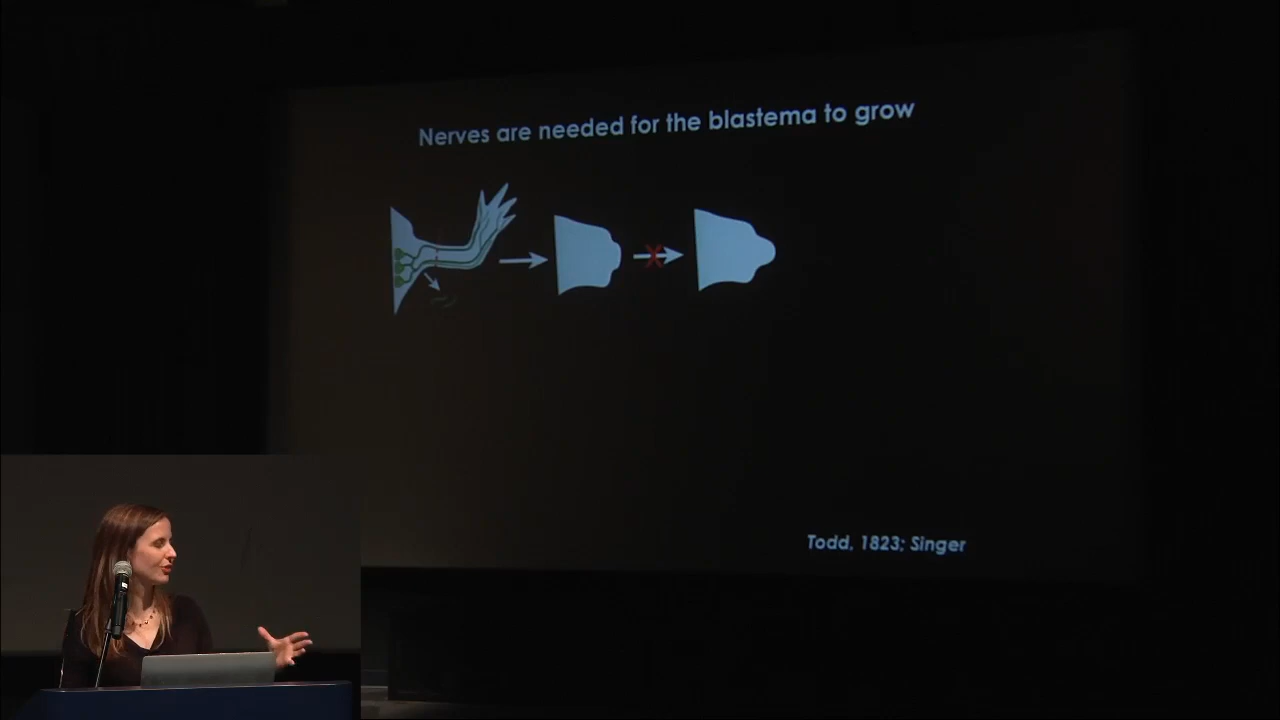 Nerves are needed for the blastema to grow
Todd, 1823; Singer